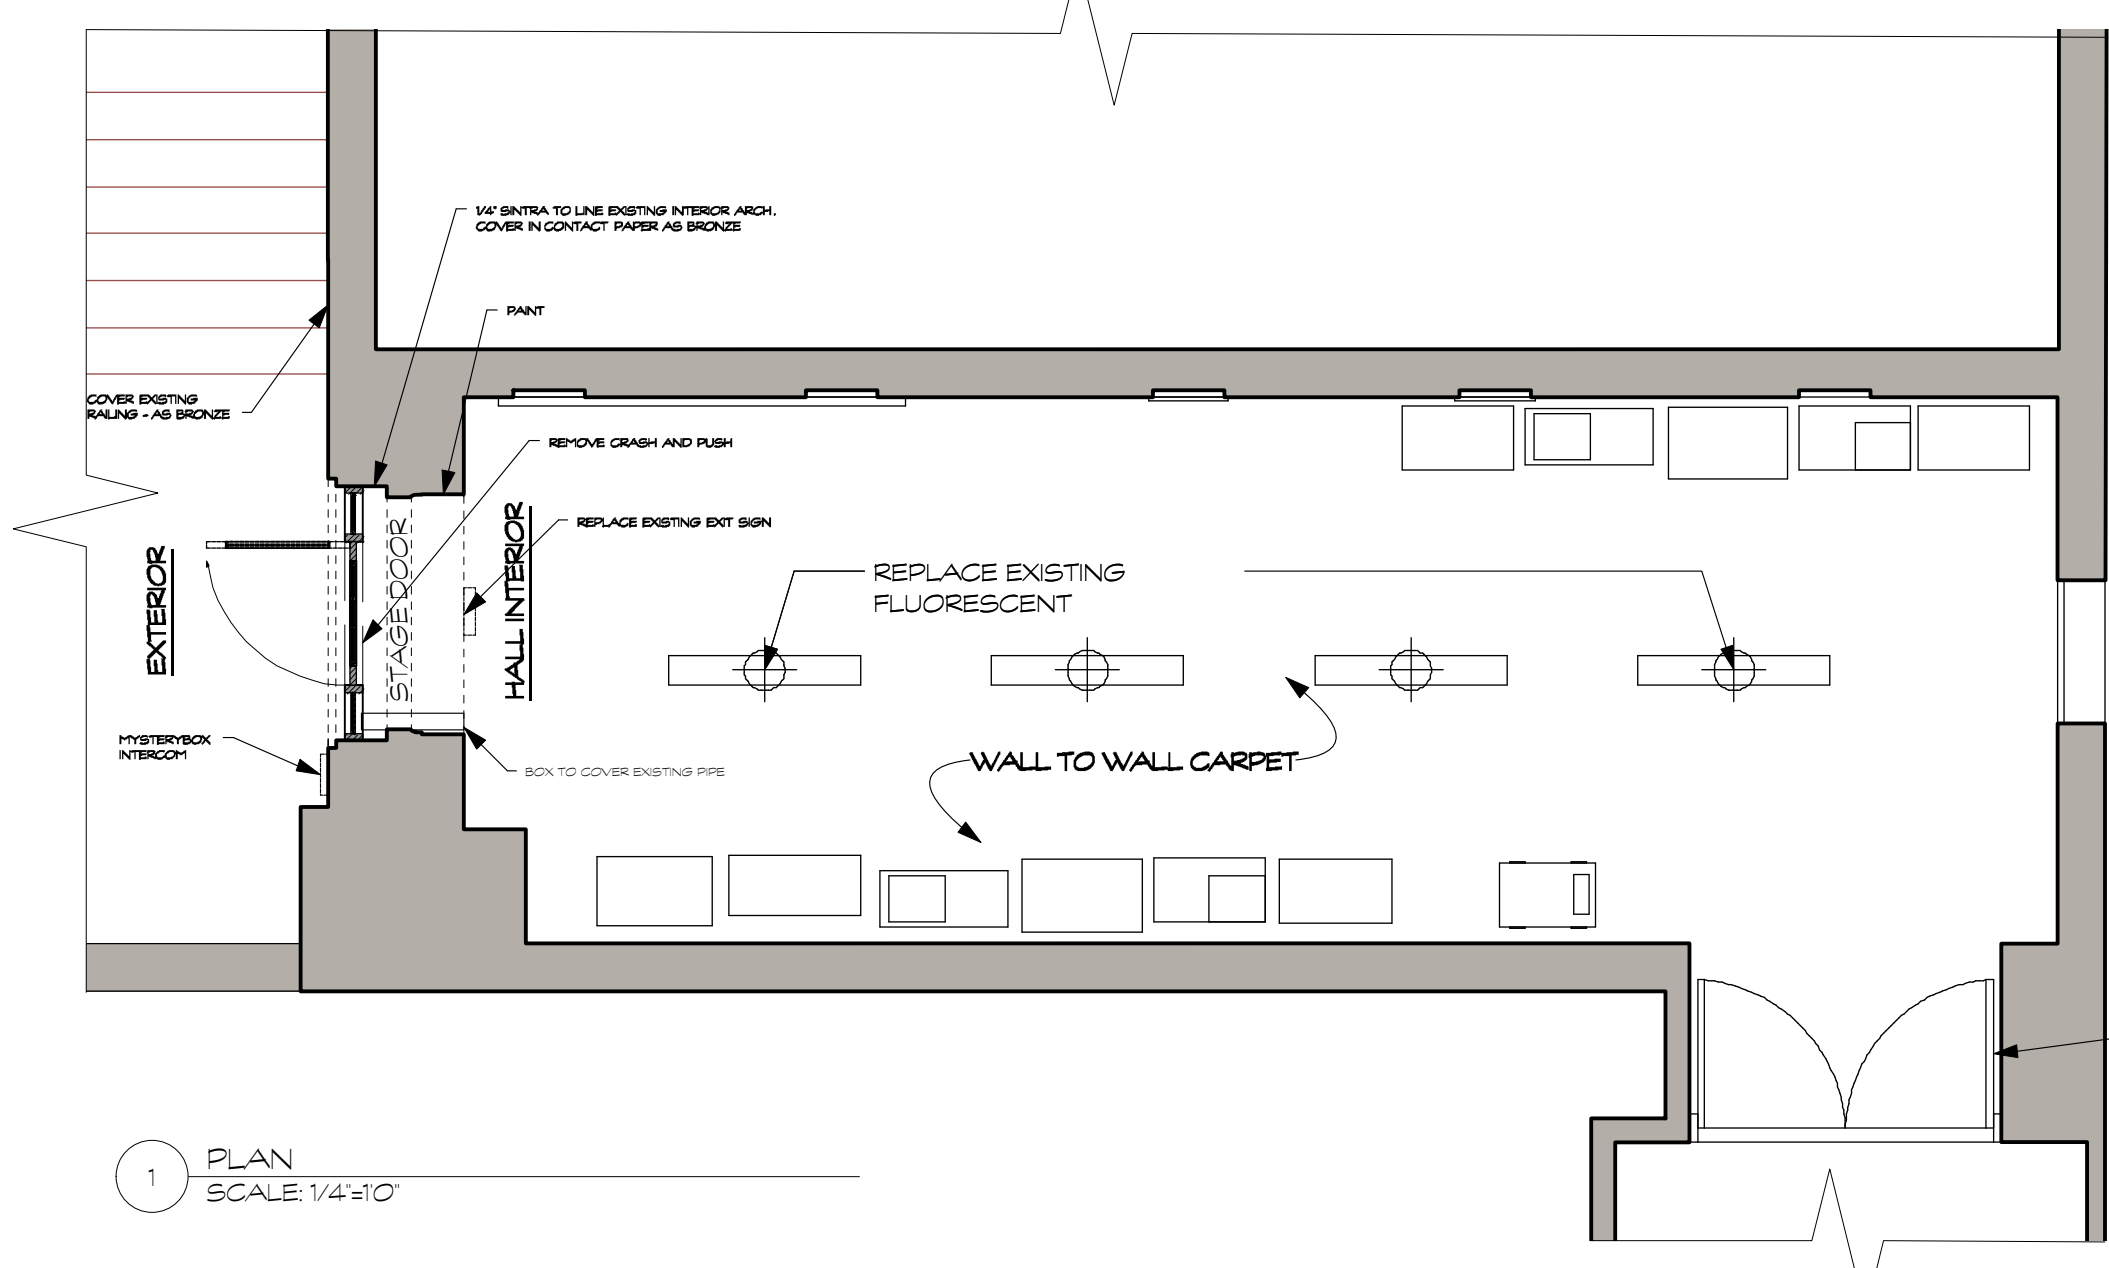 1/4" SINTRA TO LINE EXISTING INTERIOR ARCH.
COVER IN CONTACT PAPER AS BRONZE
PAINT
COVER EXISTING
RAILING - AS BRONZE
REMOVE CRASH AND PUSH
REPLACE EXISTING EXIT SIGN
EXTERIOR
STAGE DOOR
HALL INTERIOR
REPLACE EXISTING
FLUORESCENT
MYSTERYBOX
INTERCOM
BOX TO COVER EXISTING PIPE
WALL TO WALL CARPET
1
PLAN
SCALE: 1/4"=1'0"